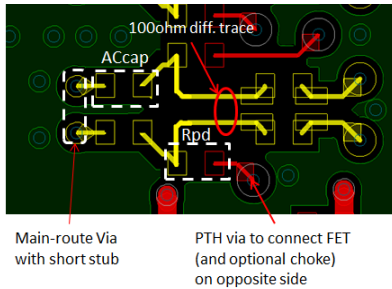 100ohm diff. trace
ACcap
Rpd
Main-route Via
with short stub
PTH via to connect FET
(and optional choke)
on opposite side